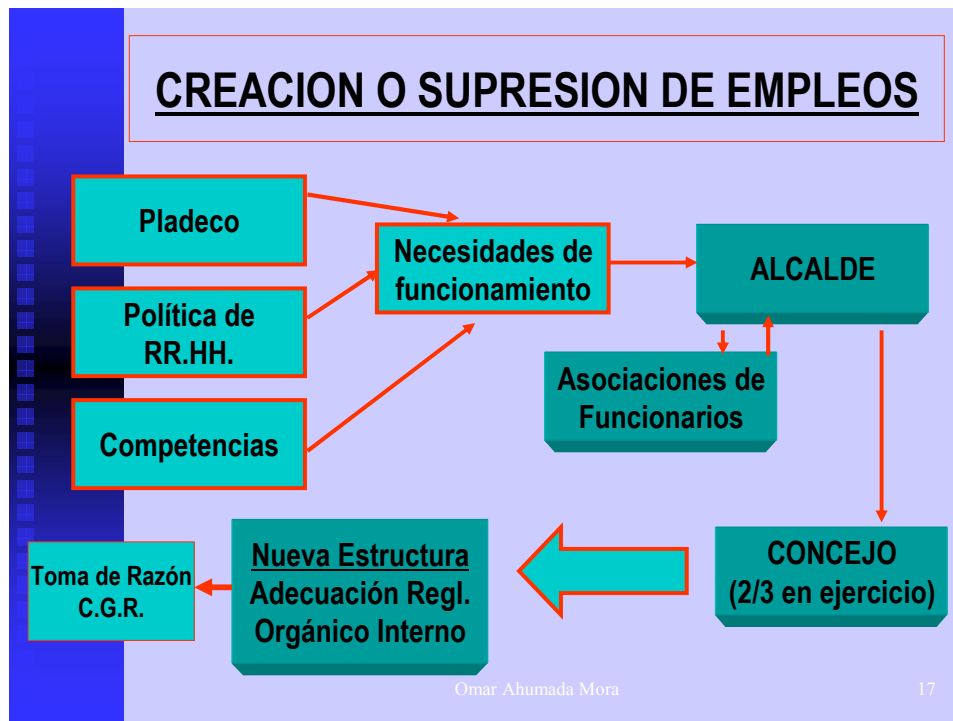 CREACION O SUPRESION DE EMPLEOS
Pladeco
Política de
RR.HH.
Competencias
Necesidades de
funcionamiento
ALCALDE
Asociaciones de
Funcionarios
CONCEJO
(2/3 en ejercicio)
Nueva Estructura
Adecuación Regl.
Orgánico Interno
Toma de Razón
C.G.R.
Omar Ahumada Mora
17